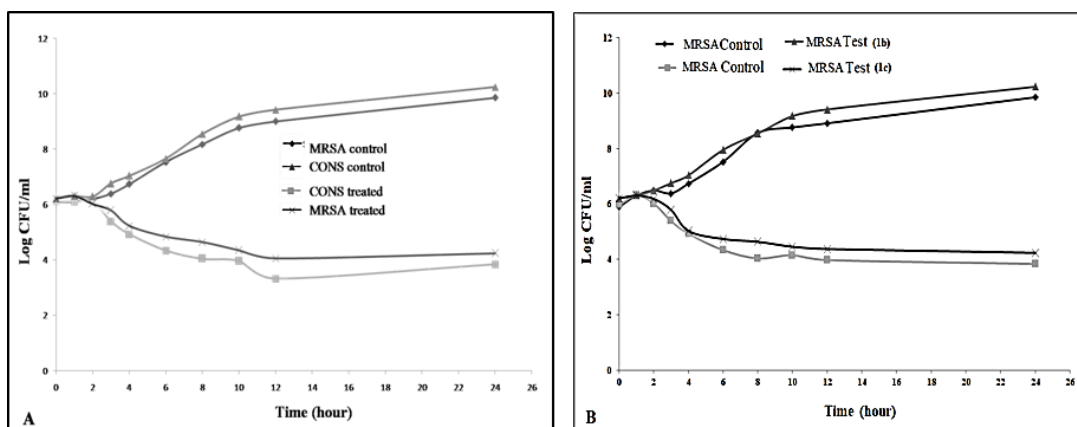 12
10
8
6
4
2
0
Log CFU/ml
MRSA control
CONS control
CONS treated
MRSA treated
0 2 4 6 8 10 12 14 16 18 20 22 24 26
Time (hour)
A
MRSA Control MRSA Test (1b)
MRSA Control MRSA Test (1c)
12
10
8
6
4
2
0
Log CFU/ml
0 2 4 6 8 10 12 14 16 18 20 22 24 26
Time (hour)
B